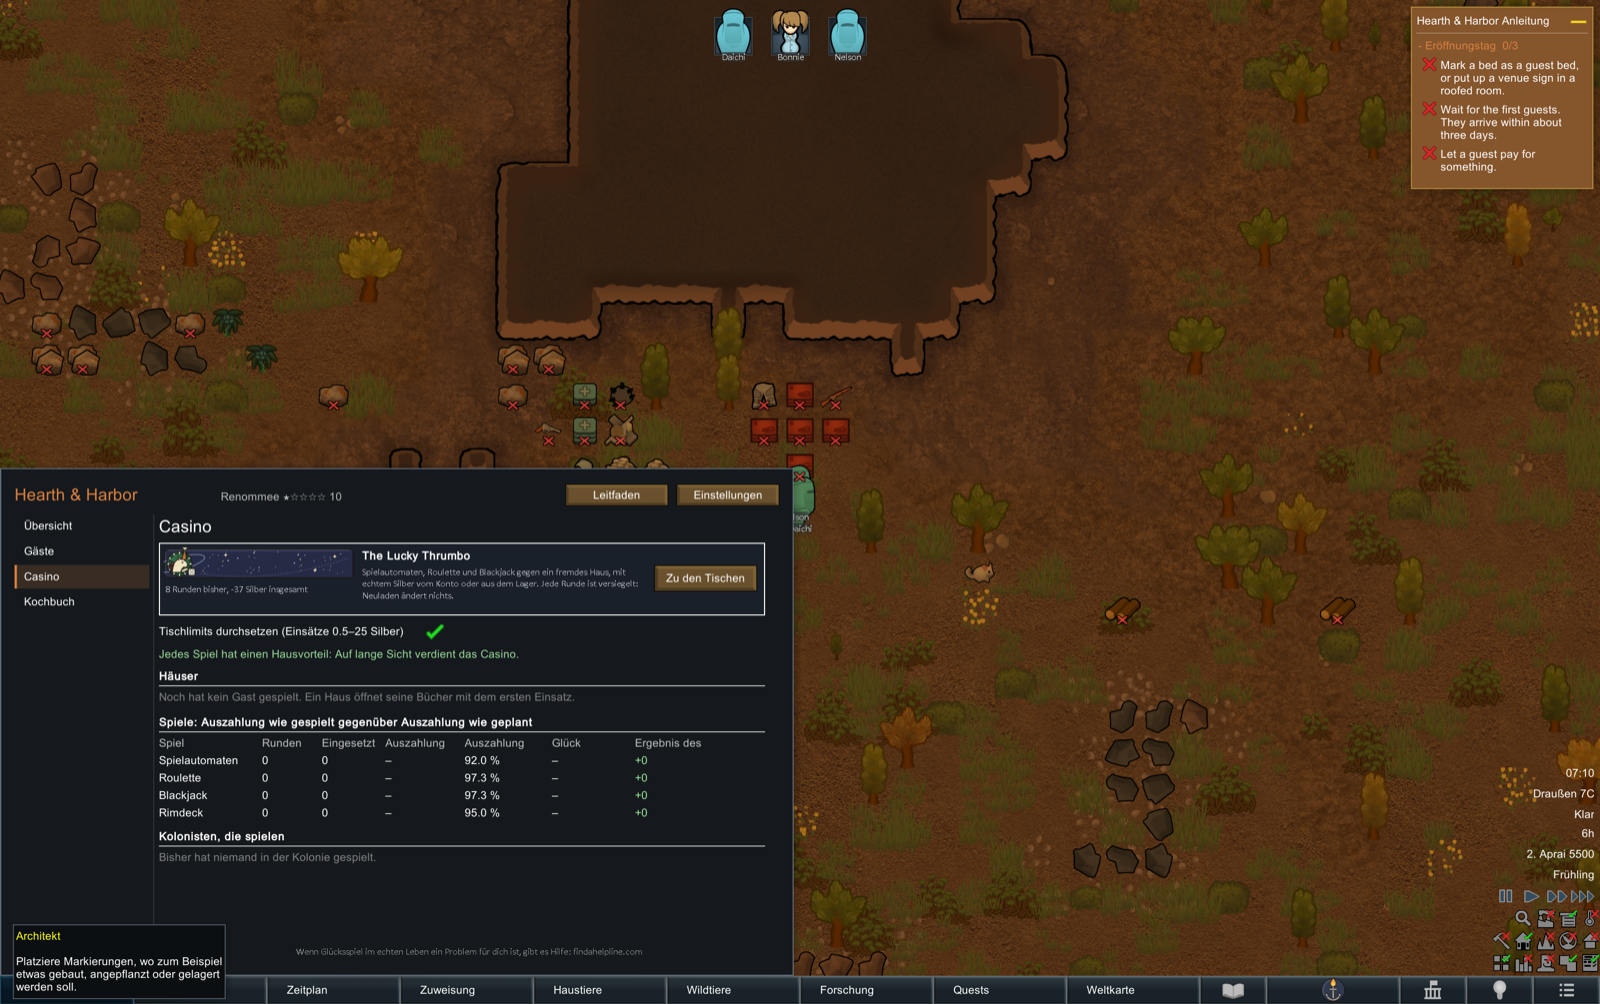 Daichi
Bonnie
Nelson
Hearth & Harbor Anleitung
- Eröffnungstag 0/3
Mark a bed as a guest bed,
or put up a venue sign in a
roofed room.
Wait for the first guests.
They arrive within about
three days.
Let a guest pay for
something.
Hearth & Harbor
Renommee ★☆☆☆☆ 10
Leitfaden
Einstellungen
Übersicht
Gäste
Casino
Kochbuch
Casino
The Lucky Thrumbo
Spielautomaten, Roulette und Blackjack gegen ein fremdes Haus, mit
echtem Silber vom Konto oder aus dem Lager. Jede Runde ist versiegelt:
Neuladen ändert nichts.
8 Runden bisher, -37 Silber insgesamt
Zu den Tischen
Tischlimits durchsetzen (Einsätze 0.5–25 Silber)
Jedes Spiel hat einen Hausvorteil: Auf lange Sicht verdient das Casino.
Häuser
Noch hat kein Gast gespielt. Ein Haus öffnet seine Bücher mit dem ersten Einsatz.
Spiele: Auszahlung wie gespielt gegenüber Auszahlung wie geplant
Spiel Runden Eingesetzt Auszahlung Auszahlung Glück Ergebnis des
Spielautomaten 0 0 – 92.0 % – +0
Roulette 0 0 – 97.3 % – +0
Blackjack 0 0 – 97.3 % – +0
Rimdeck 0 0 – 95.0 % – +0
Kolonisten, die spielen
Bisher hat niemand in der Kolonie gespielt.
Wenn Glücksspiel im echten Leben ein Problem für dich ist, gibt es Hilfe: findahelpline.com
Architekt
Platziere Markierungen, wo zum Beispiel
etwas gebaut, angepflanzt oder gelagert
werden soll.
07:10
Draußen 7C
Klar
6h
2. Aprai 5500
Frühling
Zeitplan
Zuweisung
Haustiere
Wildtiere
Forschung
Quests
Weltkarte